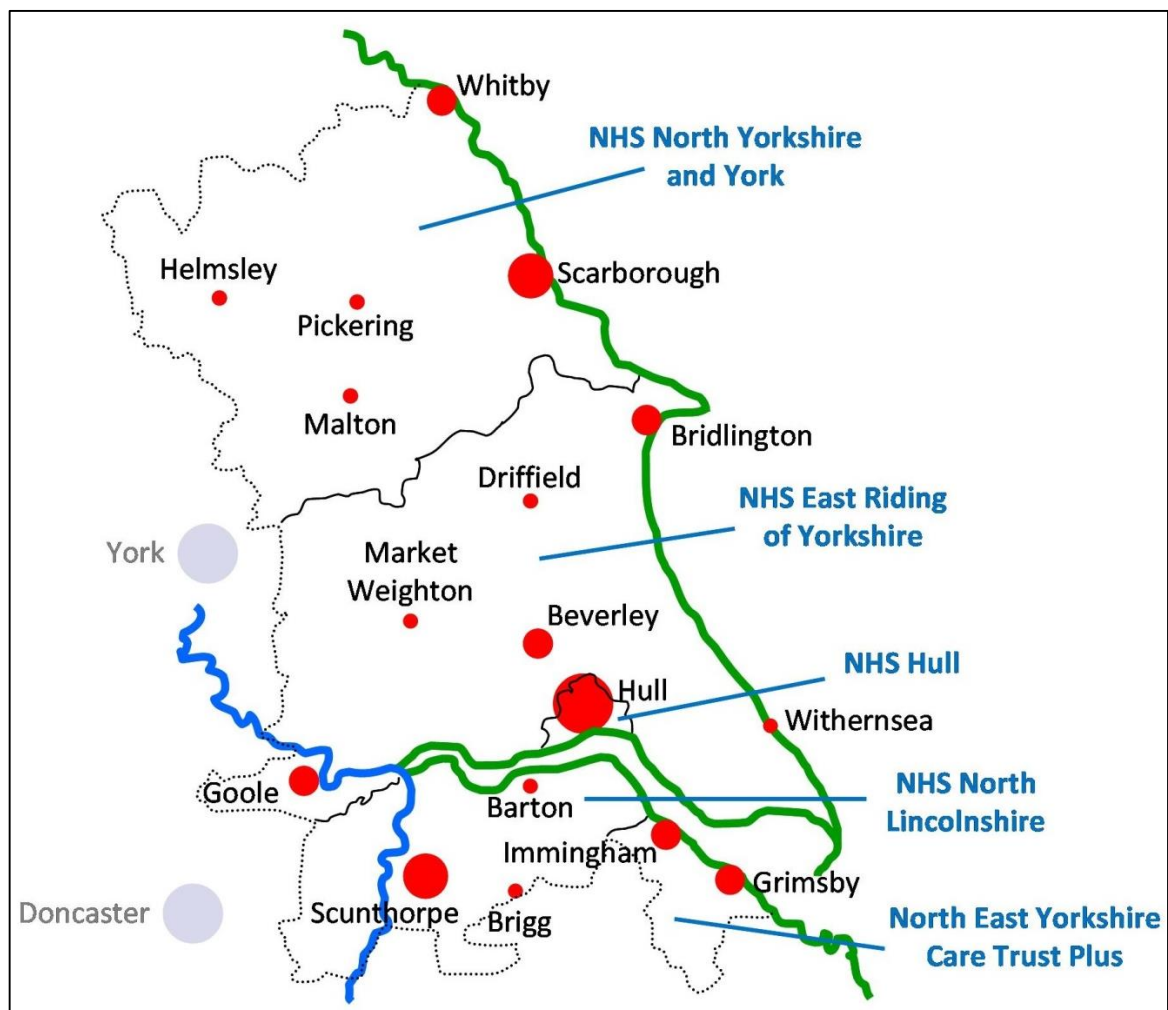 Whitby
NHS North Yorkshire
and York
Helmsley
Scarborough
Pickering
Malton
Bridlington
Driffield
NHS East Riding
of Yorkshire
York
Market
Weighton
Beverley
NHS Hull
Hull
Withernsea
Goole
Barton
NHS North
Lincolnshire
Immingham
Grimsby
Doncaster
Scunthorpe
Brigg
North East Yorkshire
Care Trust Plus